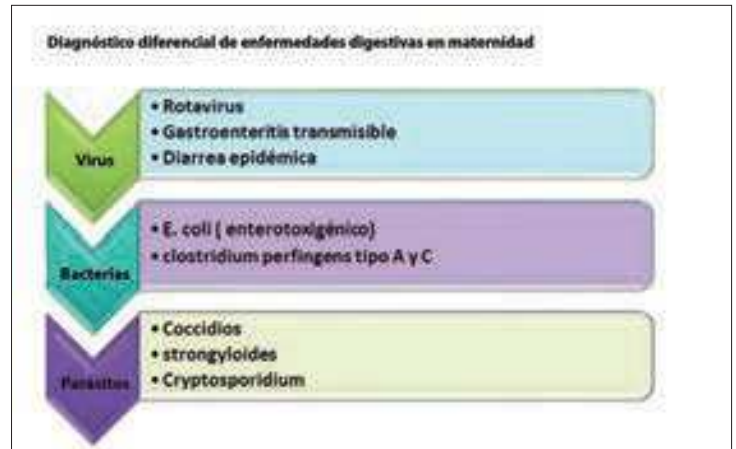 Diagnóstico diferencial de enfermedades digestivas en maternidad
Virus
• Rotavirus
• Gastroenteritis transmisible
• Diarrea epidémica
Bacterias
• E. coli ( enterotoxigénico)
• clostridium perfingens tipo A y C
Parasitos
• Coccidios
• strongyloides
• Cryptosporidium